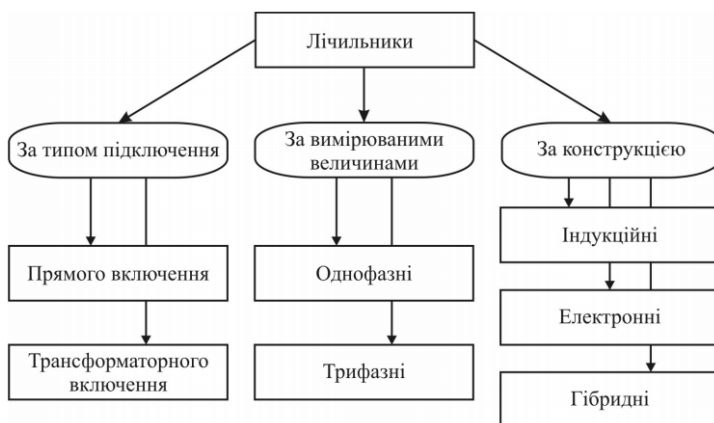 Лічильники
За типом підключення
За вимірюваними
величинами
За конструкцією
Прямого включення
Однофазні
Індукційні
Електронні
Трансформаторного
включення
Трифазні
Гібридні